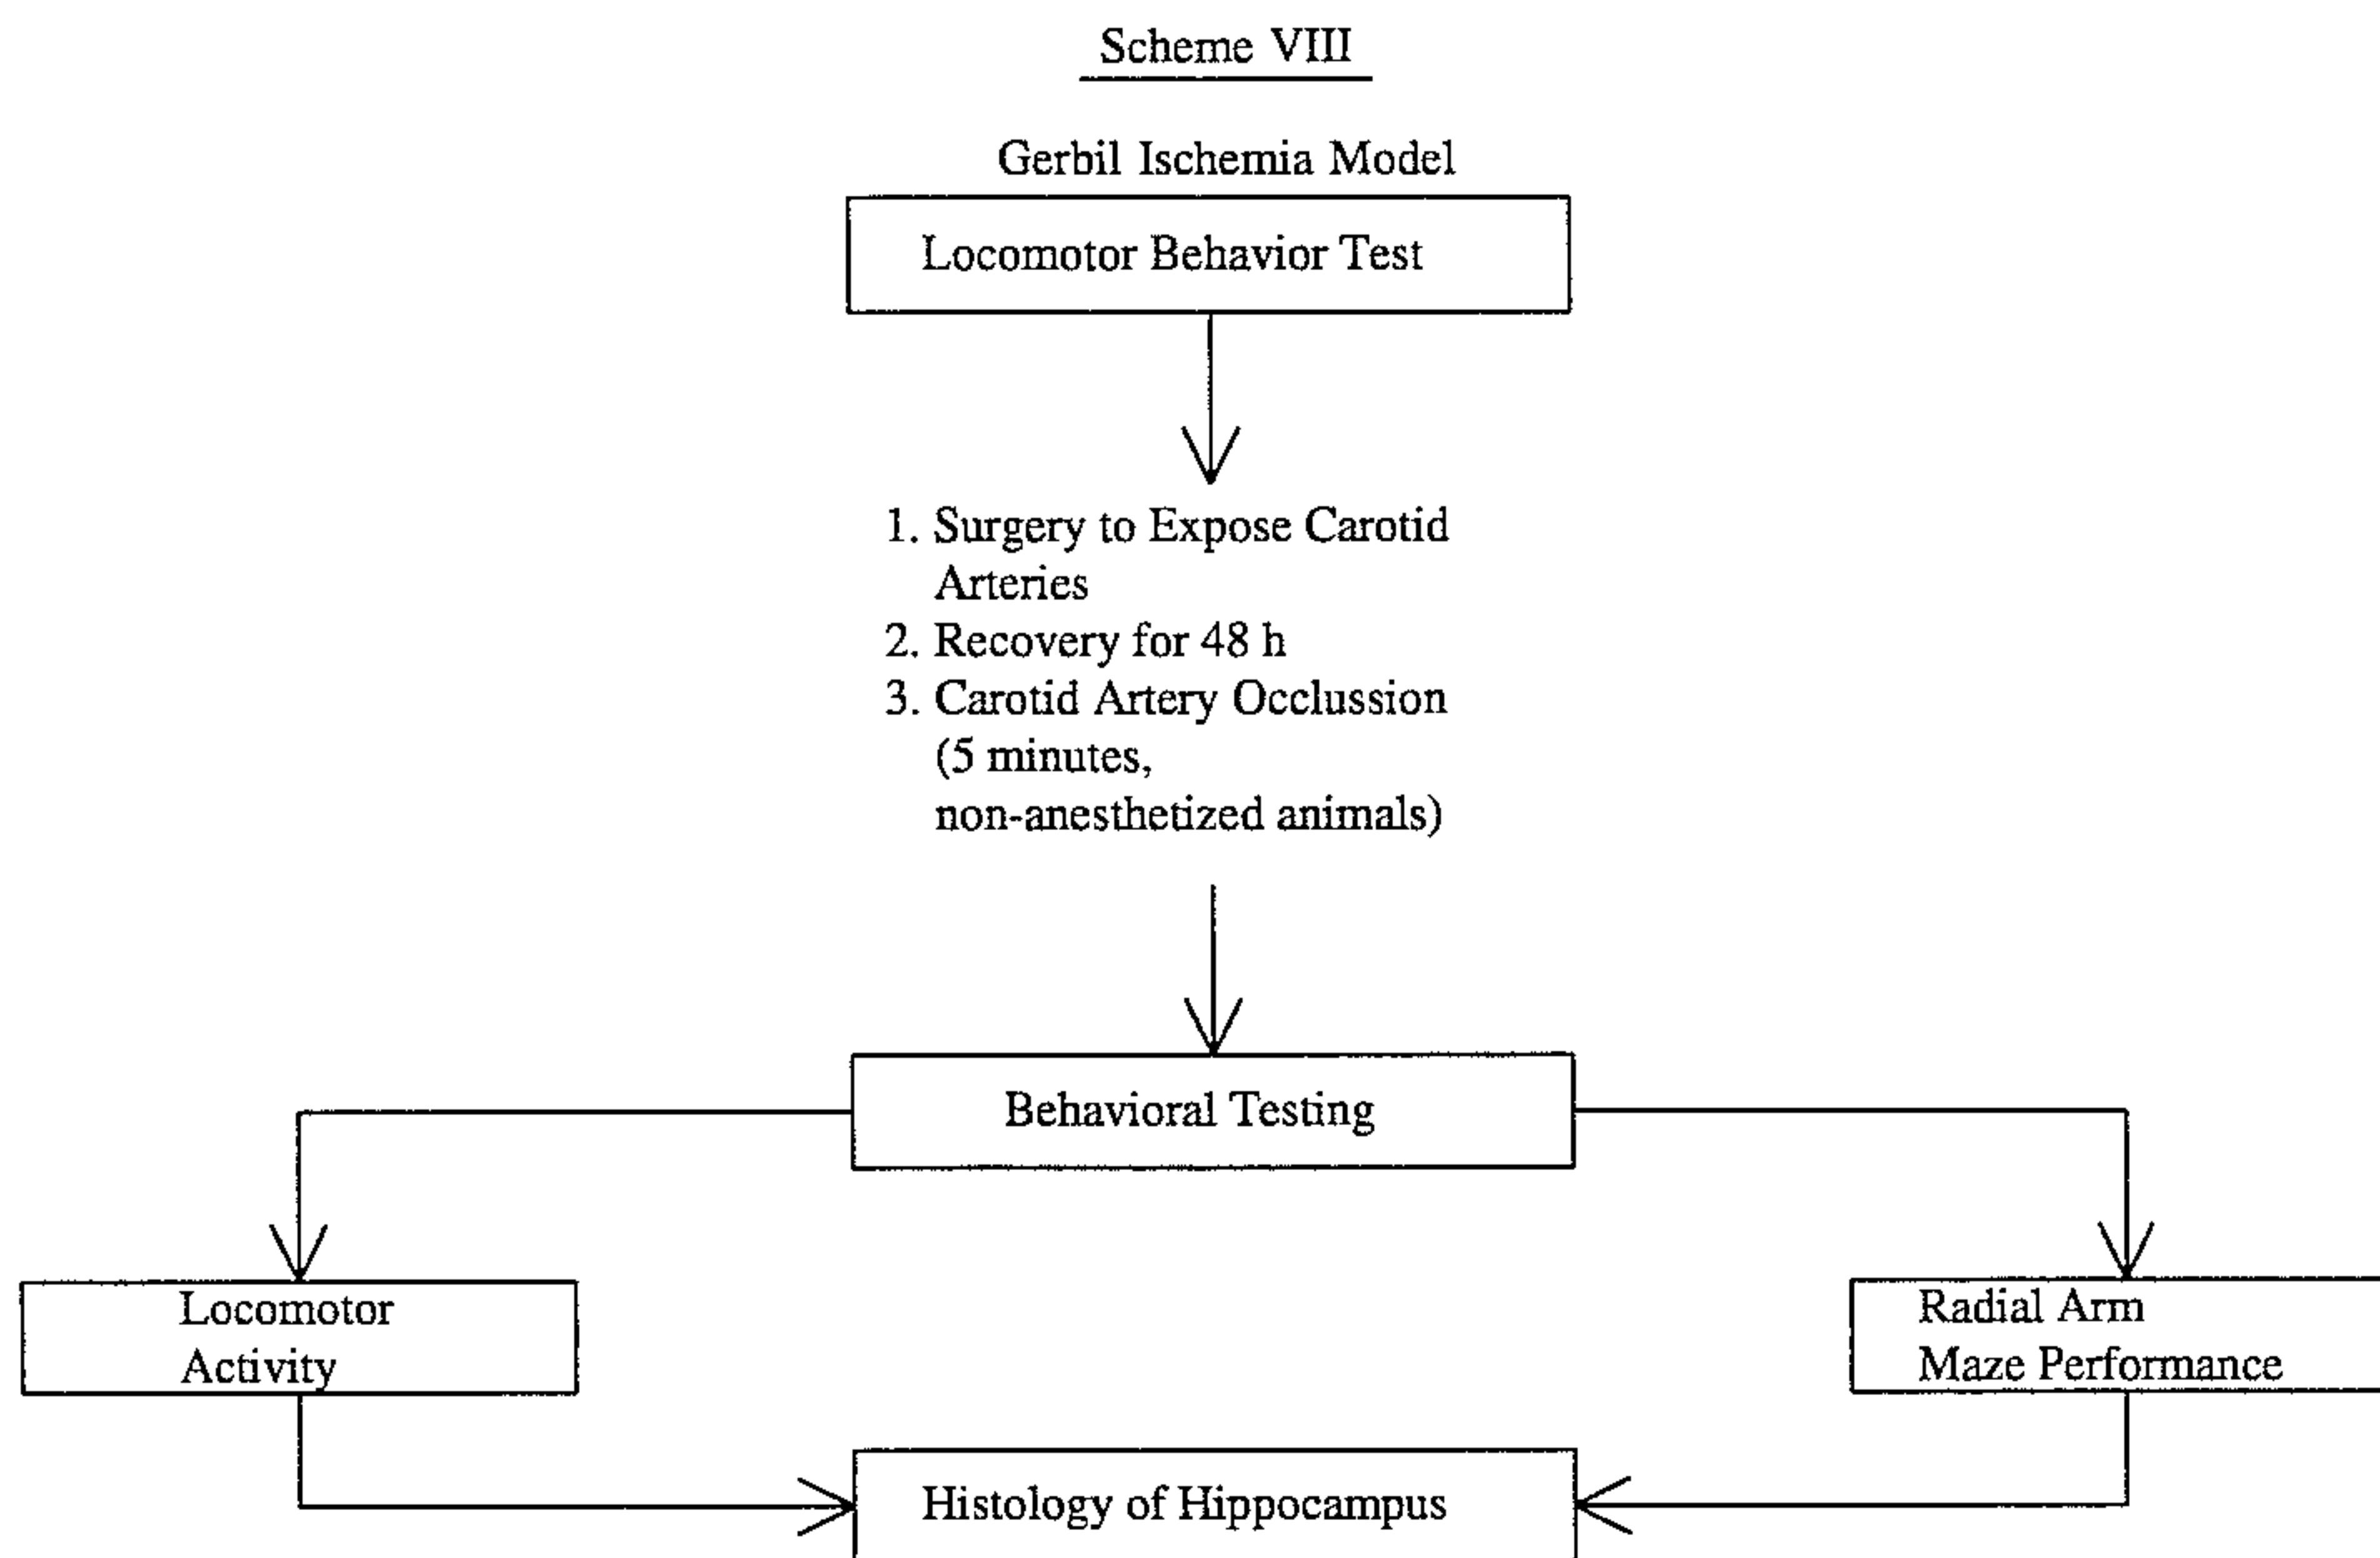 Scheme VIII
Gerbil Ischemia Model
Locomotor Behavior Test
1. Surgery to Expose Carotid
Arteries
2. Recovery for 48 h
3. Carotid Artery Occlussion
(5 minutes,
non-anesthetized animals)
Behavioral Testing
Locomotor
Activity
Radial Arm
Maze Performance
Histology of Hippocampus